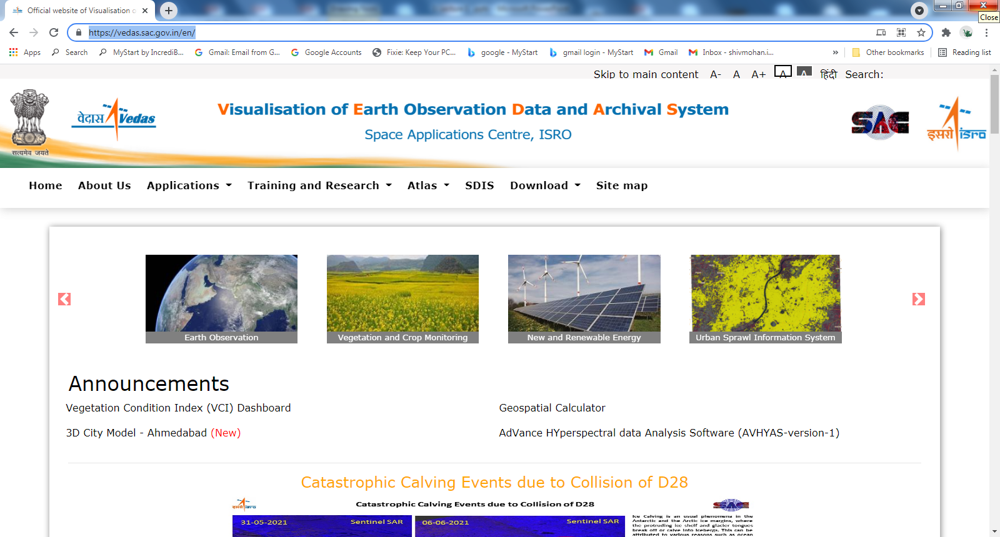 Official website of Visualisation o
Close
https://vedas.sac.gov.in/en/
Apps Search MyStart by IncrediB... Gmail: Email from G... Google Accounts Fixie: Keep Your PC... google - MyStart gmail login - MyStart Gmail Inbox - shivmohan.i... » Other bookmarks Reading list
Skip to main content A- A A+ A A हिंदी Search:
सत्यमेव जयते
वेदास Vedas
Visualisation of Earth Observation Data and Archival System
Space Applications Centre, ISRO
SAC
इसरो isro
Home About Us Applications Training and Research Atlas SDIS Download Site map
Earth Observation Vegetation and Crop Monitoring New and Renewable Energy Urban Sprawl Information System
Announcements
Vegetation Condition Index (VCI) Dashboard Geospatial Calculator
3D City Model - Ahmedabad (New) AdVance HYperspectral data Analysis Software (AVHYAS-version-1)
Catastrophic Calving Events due to Collision of D28
इसरो isro Catastrophic Calving Events due to Collision of D28 SAC
31-05-2021 Sentinel SAR 06-06-2021 Sentinel SAR
Ice Calving is an usual phenomena in the
Antarctic and the Arctic ice margins, where
the protruding ice shelf and glacier tongues
break off or calve into Icebergs. This can be
attributed to various reasons such as ocean